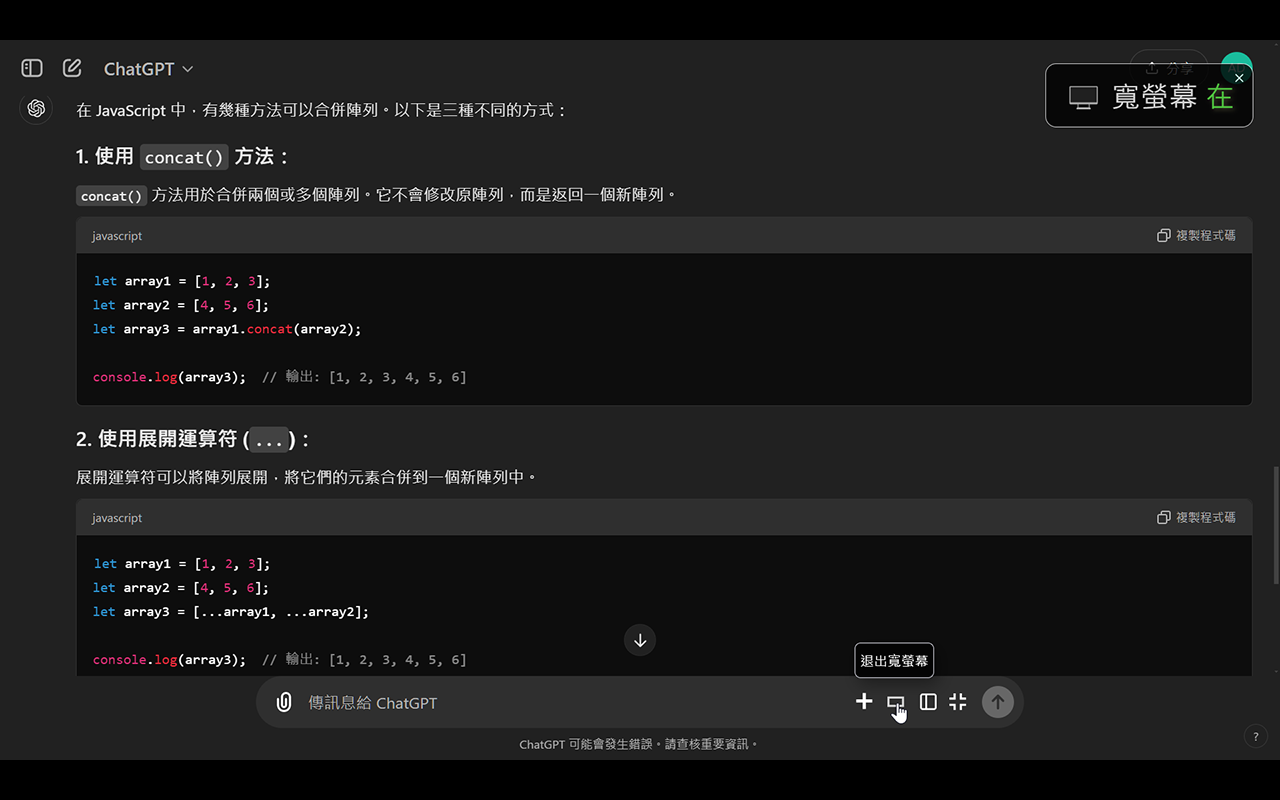 ChatGPT
分享
寬螢幕 在
在 JavaScript 中，有幾種方法可以合併陣列。以下是三種不同的方式：
1. 使用 concat() 方法：
concat() 方法用於合併兩個或多個陣列。它不會修改原陣列，而是返回一個新陣列。
javascript
複製程式碼
let array1 = [1, 2, 3];
let array2 = [4, 5, 6];
let array3 = array1.concat(array2);
console.log(array3);  // 輸出: [1, 2, 3, 4, 5, 6]
2. 使用展開運算符 (...)：
展開運算符可以將陣列展開，將它們的元素合併到一個新陣列中。
javascript
複製程式碼
let array1 = [1, 2, 3];
let array2 = [4, 5, 6];
let array3 = [...array1, ...array2];
console.log(array3);  // 輸出: [1, 2, 3, 4, 5, 6]
退出寬螢幕
傳訊息給 ChatGPT
ChatGPT 可能會發生錯誤。請查核重要資訊。
?